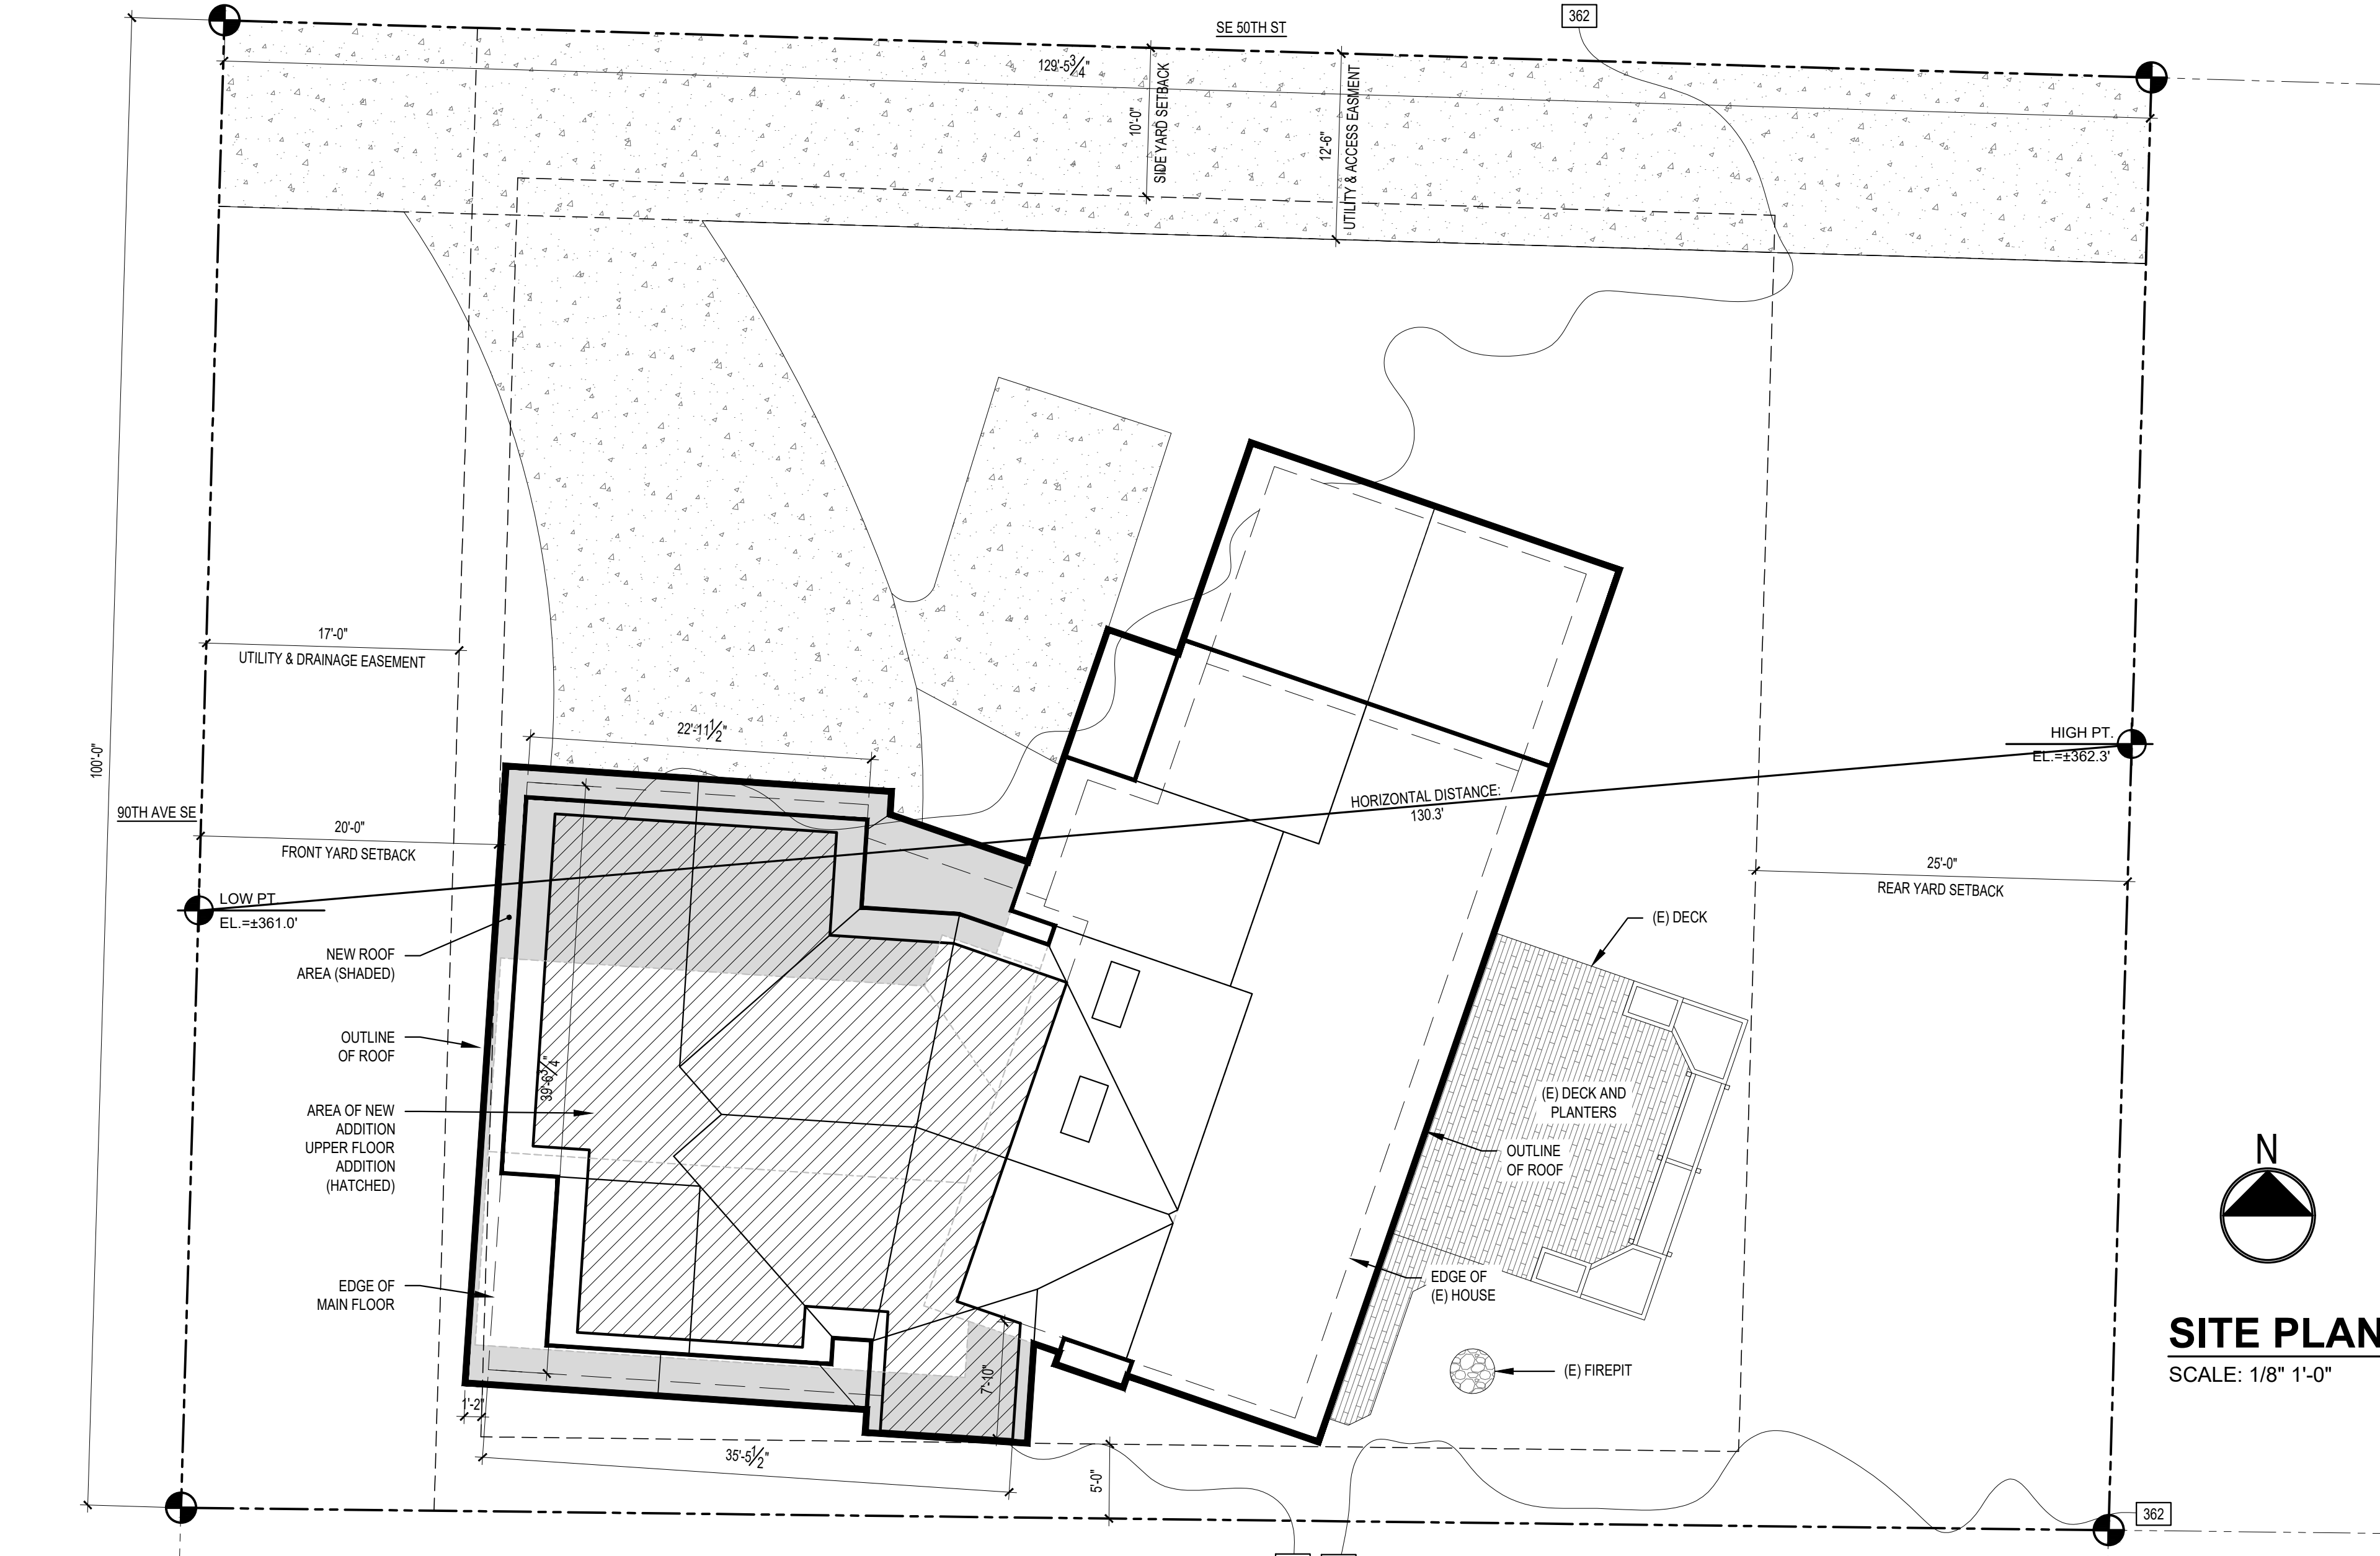 SE 50TH ST
362
129'-5 3/4"
10'-0"
SIDE YARD SETBACK
12'-6"
UTILITY & ACCESS EASMENT
17'-0"
UTILITY & DRAINAGE EASEMENT
100'-0"
22'-11 1/2"
HIGH PT.
EL.=±362.3'
HORIZONTAL DISTANCE:
130.3'
90TH AVE SE
20'-0"
FRONT YARD SETBACK
25'-0"
REAR YARD SETBACK
LOW PT
EL.=±361.0'
(E) DECK
NEW ROOF
AREA (SHADED)
OUTLINE
OF ROOF
39'-6 3/4"
(E) DECK AND
PLANTERS
AREA OF NEW
ADDITION
UPPER FLOOR
ADDITION
(HATCHED)
OUTLINE
OF ROOF
N
EDGE OF
MAIN FLOOR
EDGE OF
(E) HOUSE
SITE PLAN
SCALE: 1/8" 1'-0"
(E) FIREPIT
7'-10"
1'-2"
35'-5 1/2"
5'-0"
362